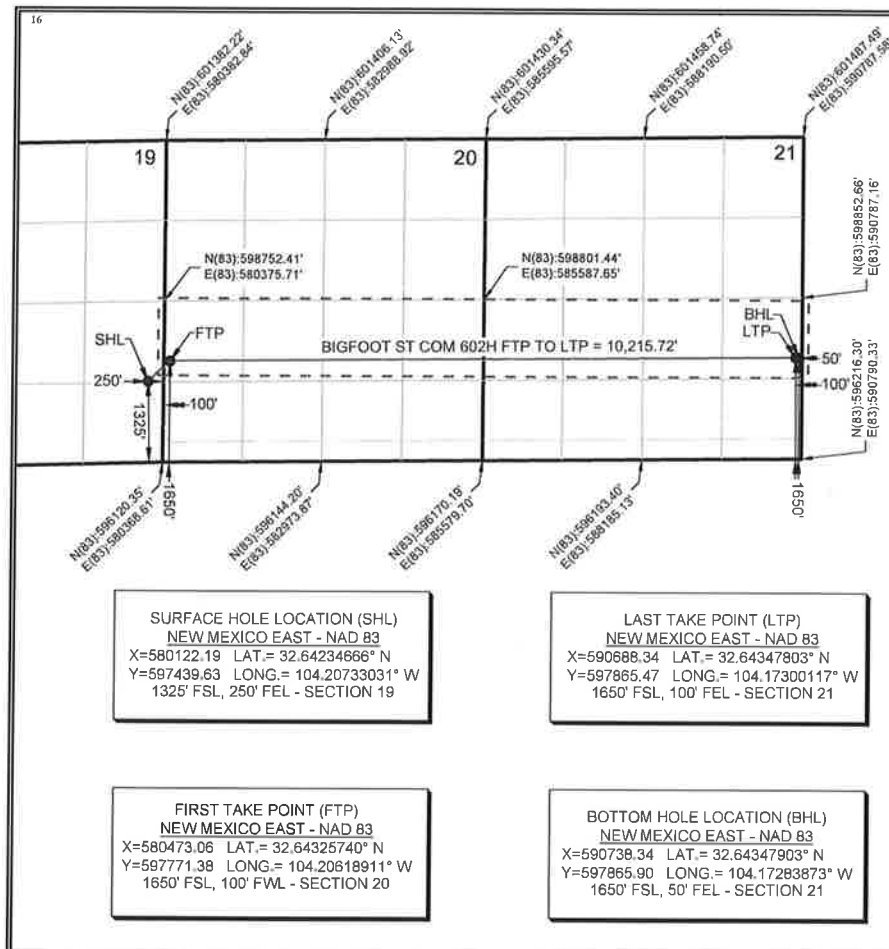 16
N(83):601382.22'
E(83):580382.84'
N(83):601406.13'
E(83):582988.92'
N(83):601430.34'
E(83):585595.57'
N(83):601458.74'
E(83):588190.50'
N(83):601487.49'
E(83):590787.58'
19
20
21
N(83):598752.41'
E(83):580375.71'
N(83):598801.44'
E(83):585587.65'
N(83):598852.66'
E(83):590787.16'
SHL
FTP
BHL
LTP
BIGFOOT ST COM 602H FTP TO LTP = 10,215.72'
50'
250'
100'
100'
1325'
N(83):596216.30'
E(83):590790.33'
1650'
1650'
N(83):596120.35'
E(83):580368.61'
N(83):596144.20'
E(83):582973.87'
N(83):596170.18'
E(83):585579.70'
N(83):596193.40'
E(83):588185.13'
SURFACE HOLE LOCATION (SHL)
NEW MEXICO EAST - NAD 83
X=580122.19 LAT.= 32.64234666° N
Y=597439.63 LONG.= 104.20733031° W
1325' FSL, 250' FEL - SECTION 19
LAST TAKE POINT (LTP)
NEW MEXICO EAST - NAD 83
X=590688.34 LAT.= 32.64347803° N
Y=597865.47 LONG.= 104.17300117° W
1650' FSL, 100' FEL - SECTION 21
FIRST TAKE POINT (FTP)
NEW MEXICO EAST - NAD 83
X=580473.06 LAT.= 32.64325740° N
Y=597771.38 LONG.= 104.20618911° W
1650' FSL, 100' FWL - SECTION 20
BOTTOM HOLE LOCATION (BHL)
NEW MEXICO EAST - NAD 83
X=590738.34 LAT.= 32.64347903° N
Y=597865.90 LONG.= 104.17283873° W
1650' FSL, 50' FEL - SECTION 21